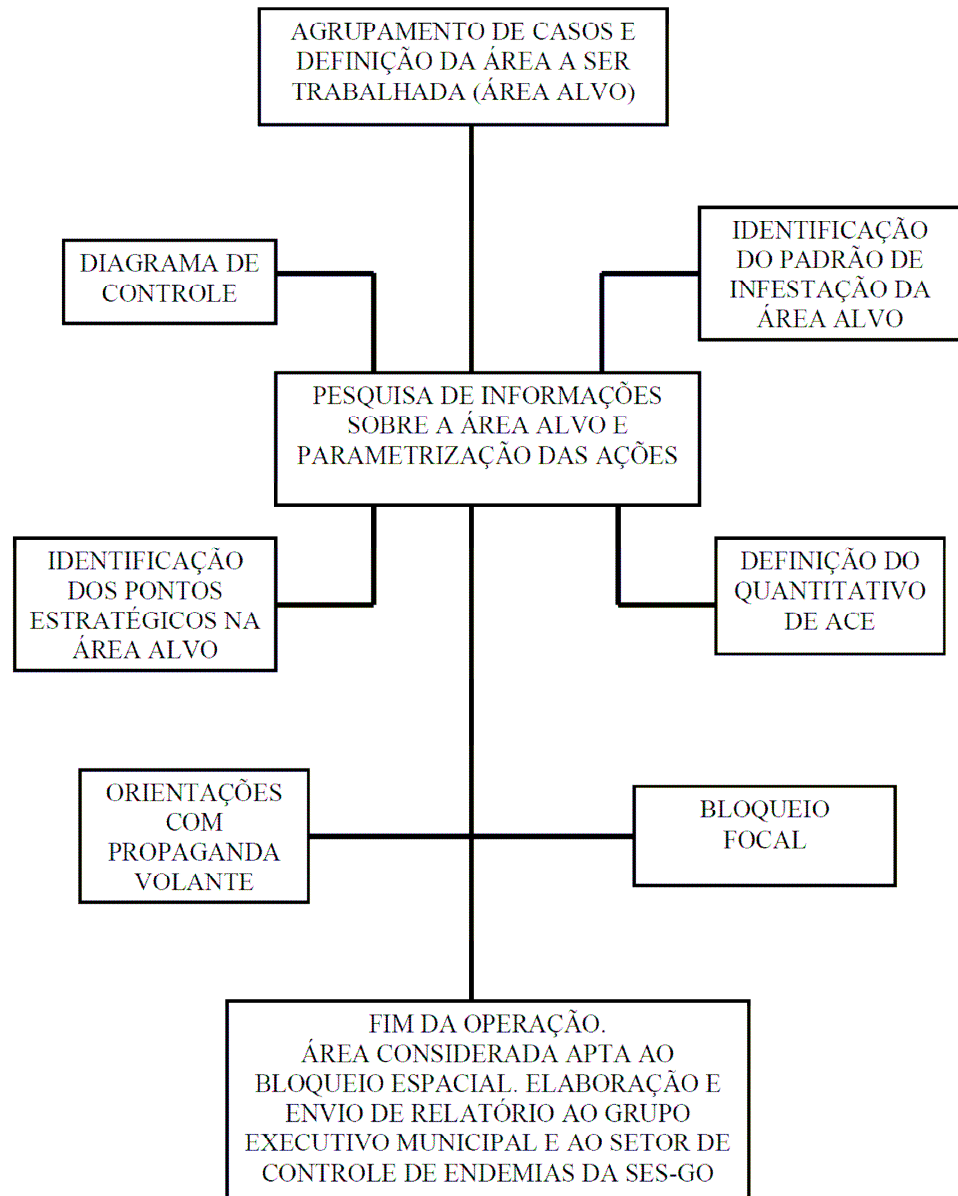 AGRUPAMENTO DE CASOS E
DEFINIÇÃO DA ÁREA A SER
TRABALHADA (ÁREA ALVO)
DIAGRAMA DE
CONTROLE
IDENTIFICAÇÃO
DO PADRÃO DE
INFESTAÇÃO DA
ÁREA ALVO
PESQUISA DE INFORMAÇÕES
SOBRE A ÁREA ALVO E
PARAMETRIZAÇÃO DAS AÇÕES
IDENTIFICAÇÃO
DOS PONTOS
ESTRATÉGICOS NA
ÁREA ALVO
DEFINIÇÃO DO
QUANTITATIVO
DE ACE
ORIENTAÇÕES
COM
PROPAGANDA
VOLANTE
BLOQUEIO
FOCAL
FIM DA OPERAÇÃO.
ÁREA CONSIDERADA APTA AO
BLOQUEIO ESPACIAL. ELABORAÇÃO E
ENVIO DE RELATÓRIO AO GRUPO
EXECUTIVO MUNICIPAL E AO SETOR DE
CONTROLE DE ENDEMIAS DA SES-GO